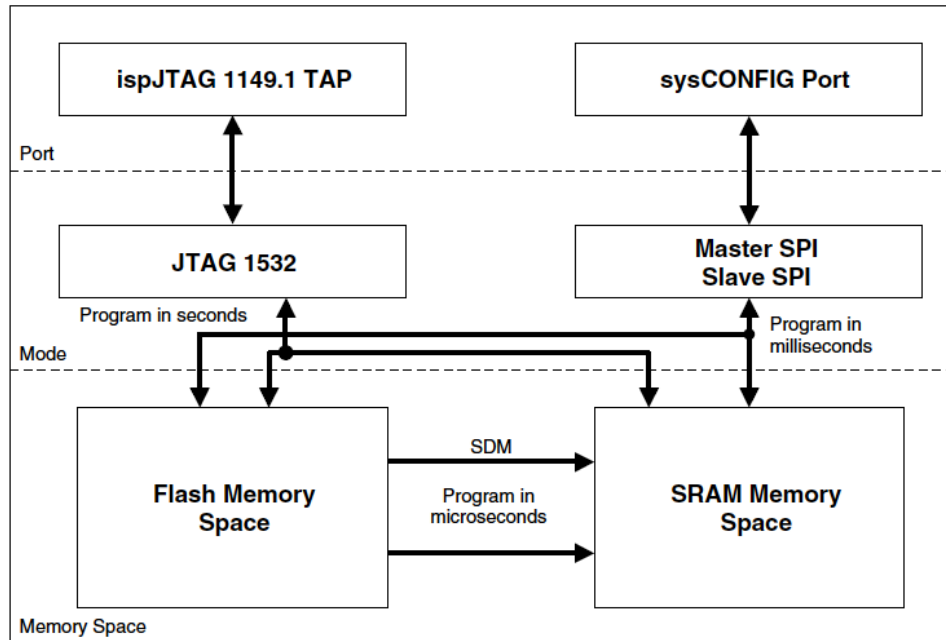 ispJTAG 1149.1 TAP
sysCONFIG Port
Port
JTAG 1532
Master SPI
Slave SPI
Program in seconds
Program in
milliseconds
Mode
SDM
Flash Memory
Space
Program in
microseconds
SRAM Memory
Space
Memory Space